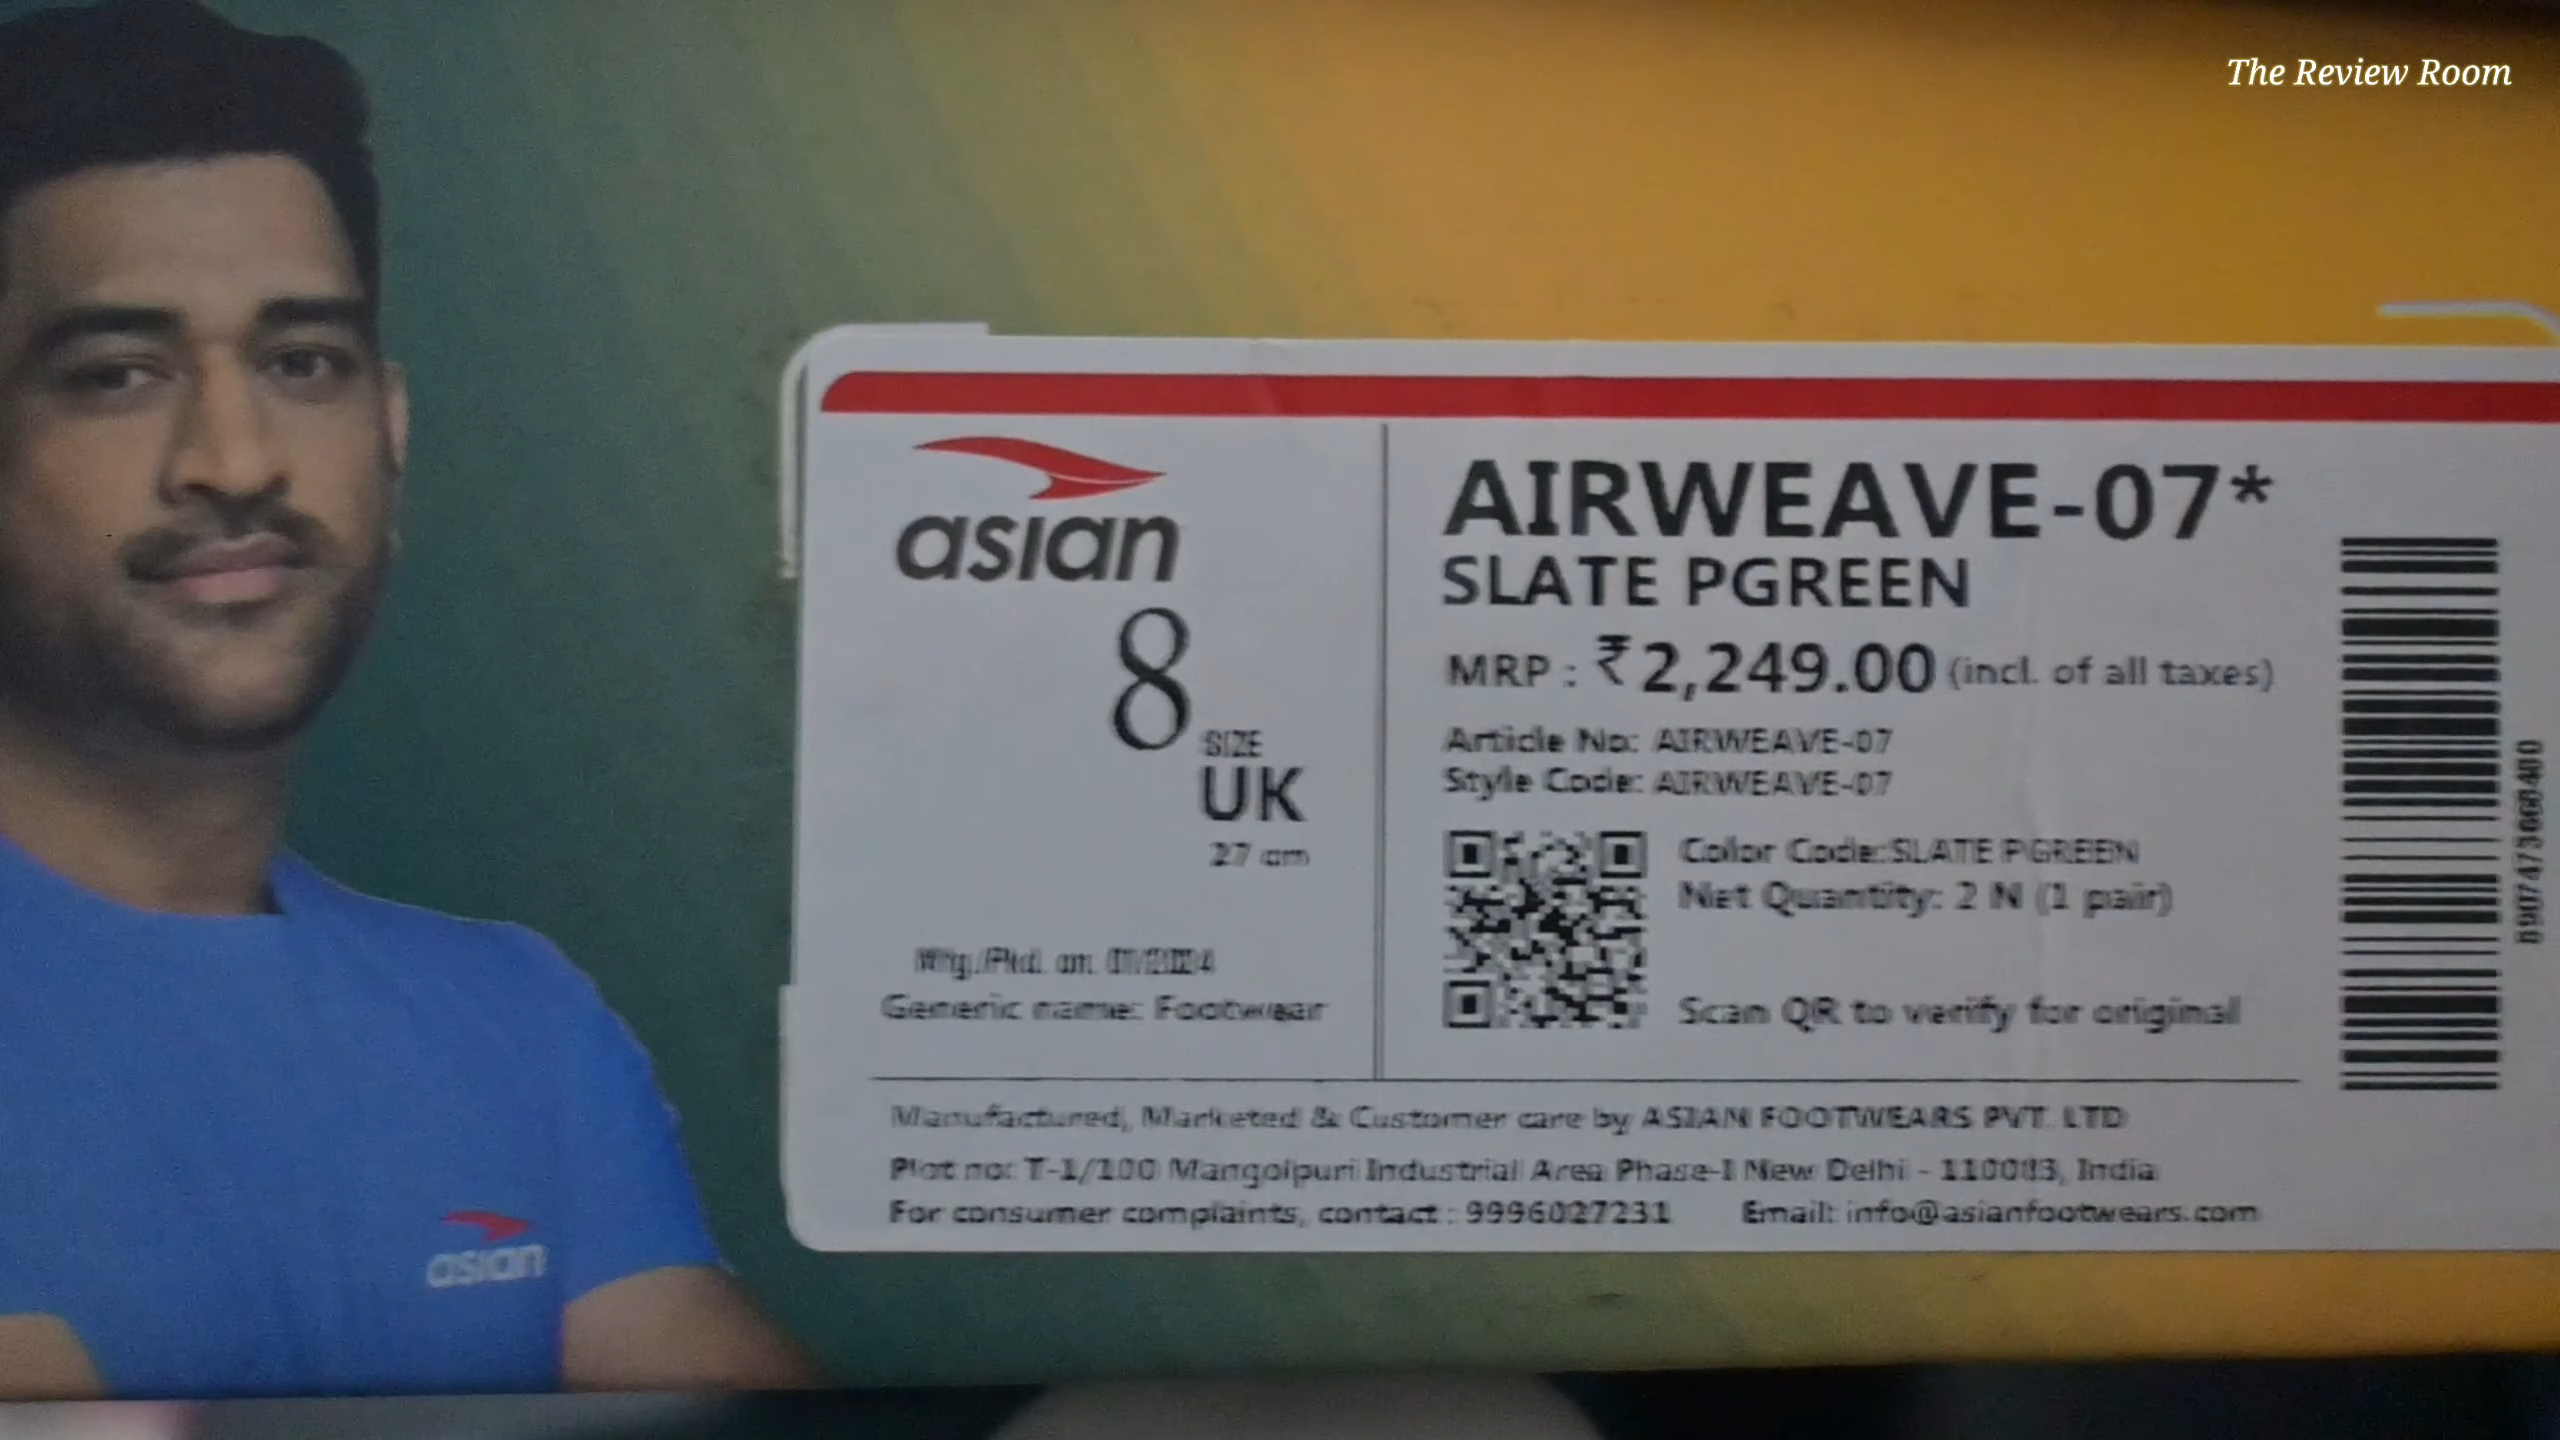 The Review Room
asian
8
SIZE
UK
27 cm
Mfg./Pkd. on: 01/2024
Generic name: Footwear
AIRWEAVE-07*
SLATE PGREEN
MRP : ₹2,249.00 (incl. of all taxes)
Article No: AIRWEAVE-07
Style Code: AIRWEAVE-07
Color Code:SLATE PGREEN
Net Quantity: 2 N (1 pair)
Scan QR to verify for original
Manufactured, Marketed & Customer care by ASIAN FOOTWEARS PVT. LTD
Plot no: T-1/100 Mangolpuri Industrial Area Phase-I New Delhi - 110083, India
For consumer complaints, contact : 9996027231 Email: info@asianfootwears.com
asian